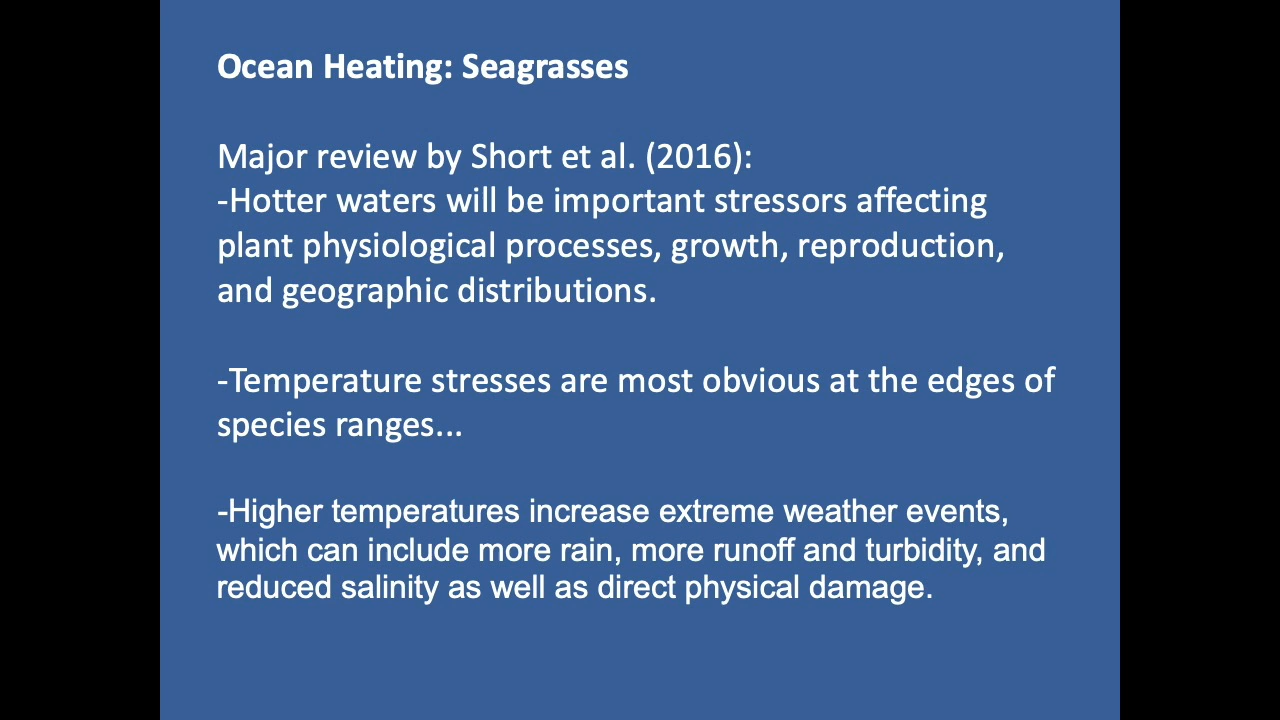 Ocean Heating: Seagrasses
Major review by Short et al. (2016):
-Hotter waters will be important stressors affecting
plant physiological processes, growth, reproduction,
and geographic distributions.
-Temperature stresses are most obvious at the edges of
species ranges...
-Higher temperatures increase extreme weather events,
which can include more rain, more runoff and turbidity, and
reduced salinity as well as direct physical damage.